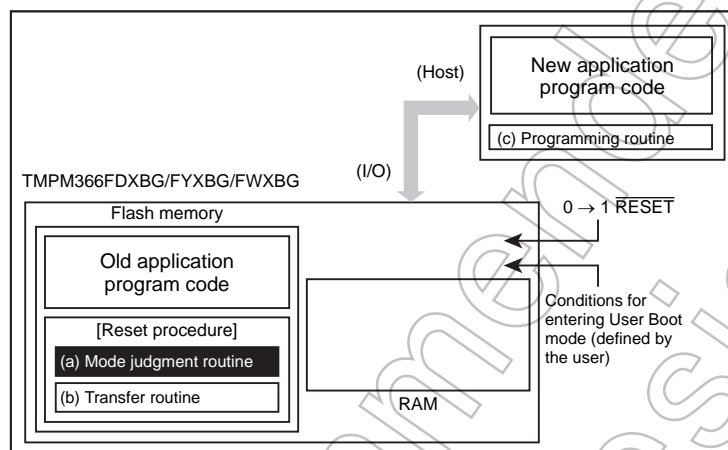 New application
program code
(Host)
(c) Programming routine
(I/O)
TMPM366FDXBG/FYXBG/FWXBG
Flash memory
0 → 1 RESET
Old application
program code
[Reset procedure]
(a) Mode judgment routine
(b) Transfer routine
RAM
Conditions for
entering User Boot
mode (defined by
the user)